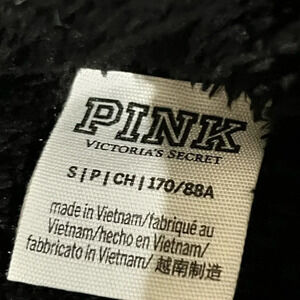 PINK
VICTORIA'S SECRET
S|P|CH|170/88A
made in Vietnam/fabriqué au
Vietnam/hecho en Vietnam/
fabbricato in Vietnam/越南制造